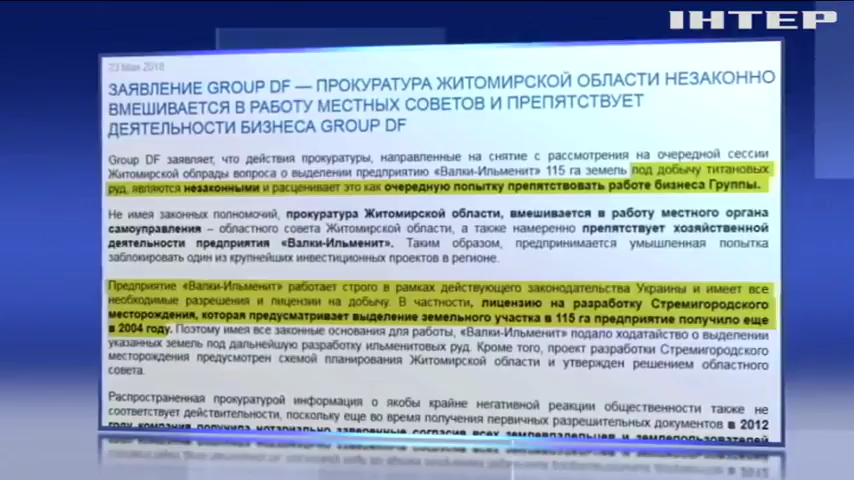 ІНТЕР
23 Мая 2018
ЗАЯВЛЕНИЕ GROUP DF — ПРОКУРАТУРА ЖИТОМИРСКОЙ ОБЛАСТИ НЕЗАКОННО
ВМЕШИВАЕТСЯ В РАБОТУ МЕСТНЫХ СОВЕТОВ И ПРЕПЯТСТВУЕТ
ДЕЯТЕЛЬНОСТИ БИЗНЕСА GROUP DF
Group DF заявляет, что действия прокуратуры, направленные на снятие с рассмотрения на очередной сессии
Житомирской облрады вопроса о выделении предприятию «Валки-Ильменит» 115 га земель под добычу титановых
руд, являются незаконными и расценивает это как очередную попытку препятствовать работе бизнеса Группы.
Не имея законных полномочий, прокуратура Житомирской области, вмешивается в работу местного органа
самоуправления – областного совета Житомирской области, а также намеренно препятствует хозяйственной
деятельности предприятия «Валки-Ильменит». Таким образом, предпринимается умышленная попытка
заблокировать один из крупнейших инвестиционных проектов в регионе.
Предприятие «Валки-Ильменит» работает строго в рамках действующего законодательства Украины и имеет все
необходимые разрешения и лицензии на добычу. В частности, лицензию на разработку Стремигородского
месторождения, которая предусматривает выделение земельного участка в 115 га предприятие получило еще
в 2004 году. Поэтому имея все законные основания для работы, «Валки-Ильменит» подало ходатайство о выделении
указанных земель под дальнейшую разработку ильменитовых руд. Кроме того, проект разработки Стремигородского
месторождения предусмотрен схемой планирования Житомирской области и утвержден решением областного
совета.
Распространенная прокуратурой информация о якобы крайне негативной реакции общественности также не
соответствует действительности, поскольку еще во время получения первичных разрешительных документов в 2012
году компания получила нотариально заверенные согласия всех землевладельцев и землепользователей